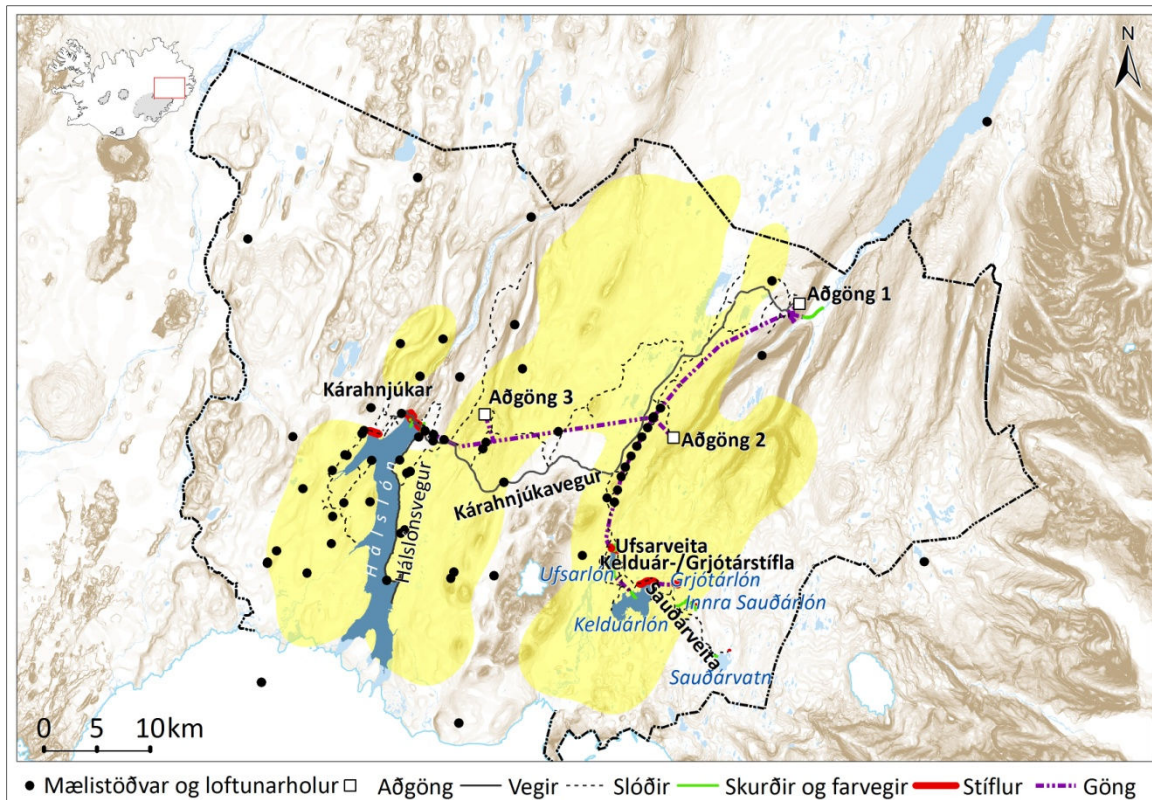 N
Aðgöng 1
Kárahnjúkar
Aðgöng 3
Aðgöng 2
Hálslón
Hálslónsvegur
Kárahnjúkavegur
Ufsarveita
Kelduár-/Grjótárstífla
Ufsarlón
Grjótárlón
Innra Sauðárlón
Kelduárlón
Sauðárveita
Sauðárvatn
0 5 10km
Mælistöðvar og loftunarholur Aðgöng Vegir Slóðir Skurðir og farvegir Stíflur Göng